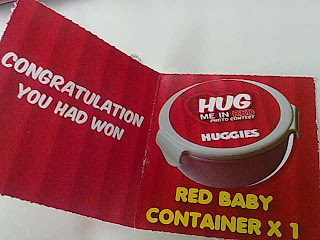 CONGRATULATION
YOU HAD WON
HUG
ME IN RED
PHOTO CONTEST
HUGGIES
RED BABY
CONTAINER X 1